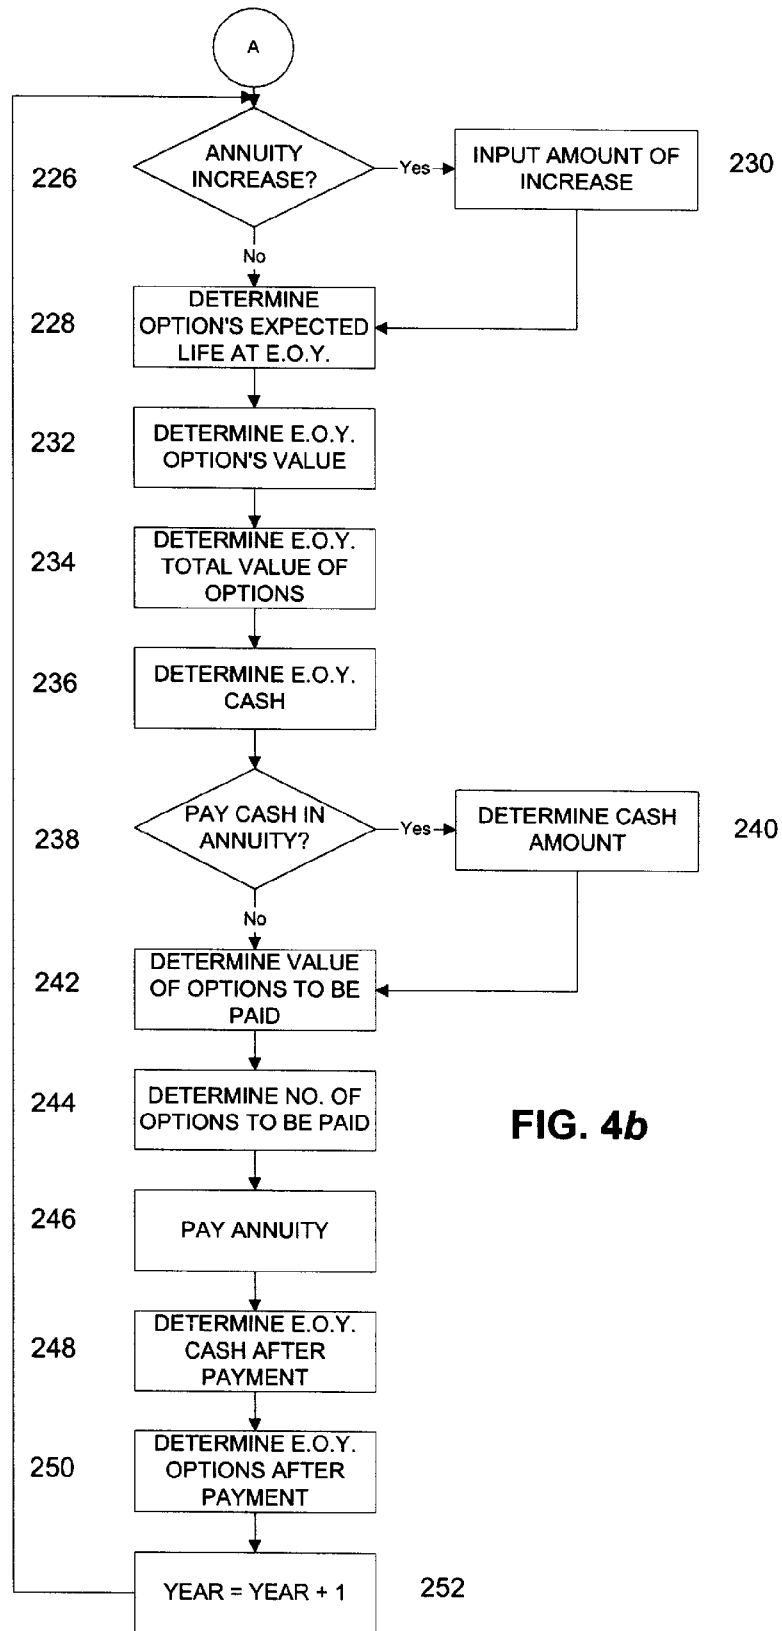 A
226
ANNUITY
INCREASE?
Yes
INPUT AMOUNT OF
INCREASE
230
No
228
DETERMINE
OPTION'S EXPECTED
LIFE AT E.O.Y.
232
DETERMINE E.O.Y.
OPTION'S VALUE
234
DETERMINE E.O.Y.
TOTAL VALUE OF
OPTIONS
236
DETERMINE E.O.Y.
CASH
238
PAY CASH IN
ANNUITY?
Yes
DETERMINE CASH
AMOUNT
240
No
242
DETERMINE VALUE
OF OPTIONS TO BE
PAID
244
DETERMINE NO. OF
OPTIONS TO BE PAID
FIG. 4b
246
PAY ANNUITY
248
DETERMINE E.O.Y.
CASH AFTER
PAYMENT
250
DETERMINE E.O.Y.
OPTIONS AFTER
PAYMENT
YEAR = YEAR + 1
252